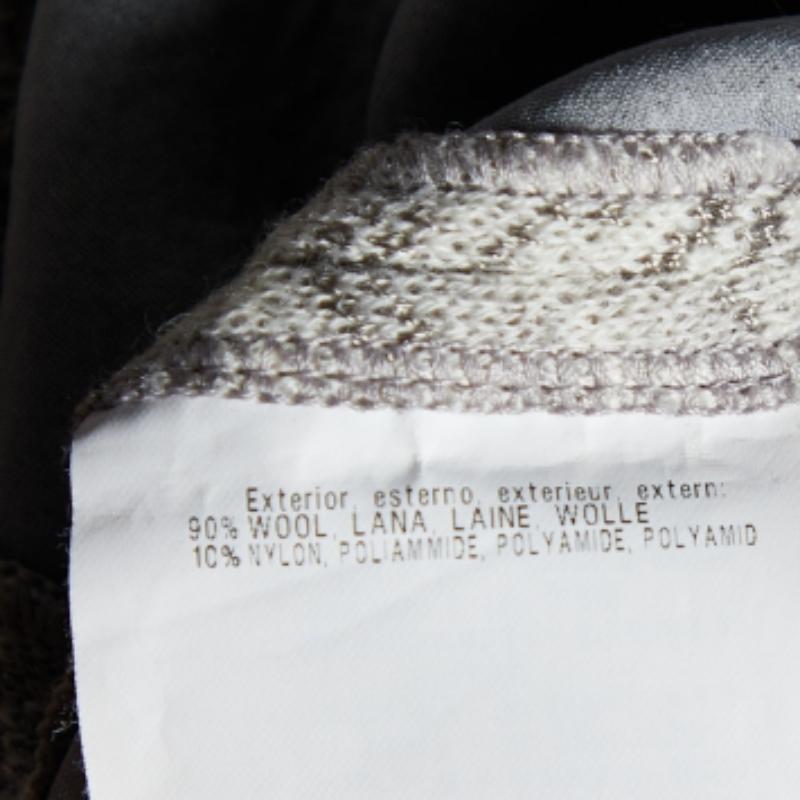 Exterior, esterno, exterieur, extern:
90% WOOL, LANA, LAINE, WOLLE
10% NYLON, POLIAMMIDE, POLYAMIDE, POLYAMID